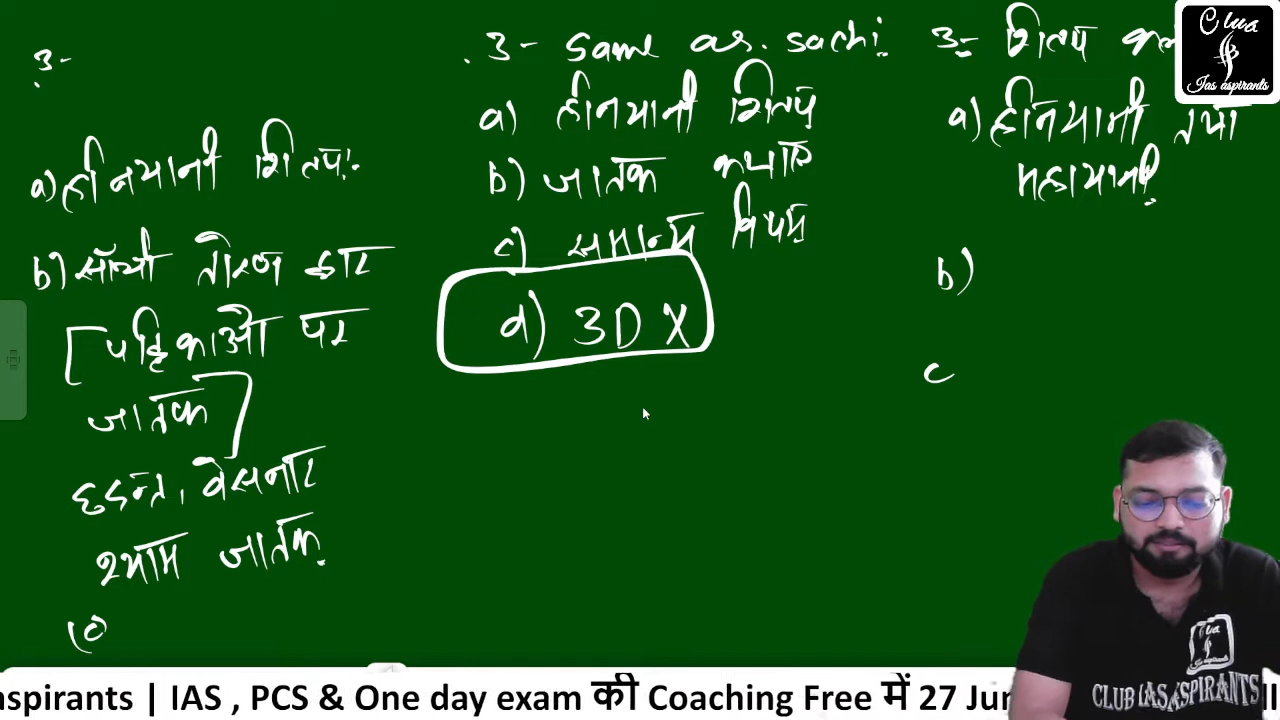 3-
a) हीनयानी शिल्प:
b) साँची तोरण द्वार
[ पट्टिकाओं पर
जातक ]
छदन्त, वेसन्तर
श्याम जातक
(c
3- same as. sachi
a) हीनयानी शिल्प
b) जातक कथाएँ
c) सामान्य विषय
d) 3D X
3- शिल्प
a) हीनयानी तथा
महायानी
b)
c
Club
Ias aspirants
CLUB IAS ASPIRANTS
aspirants | IAS , PCS & One day exam की Coaching Free में 27 Jun